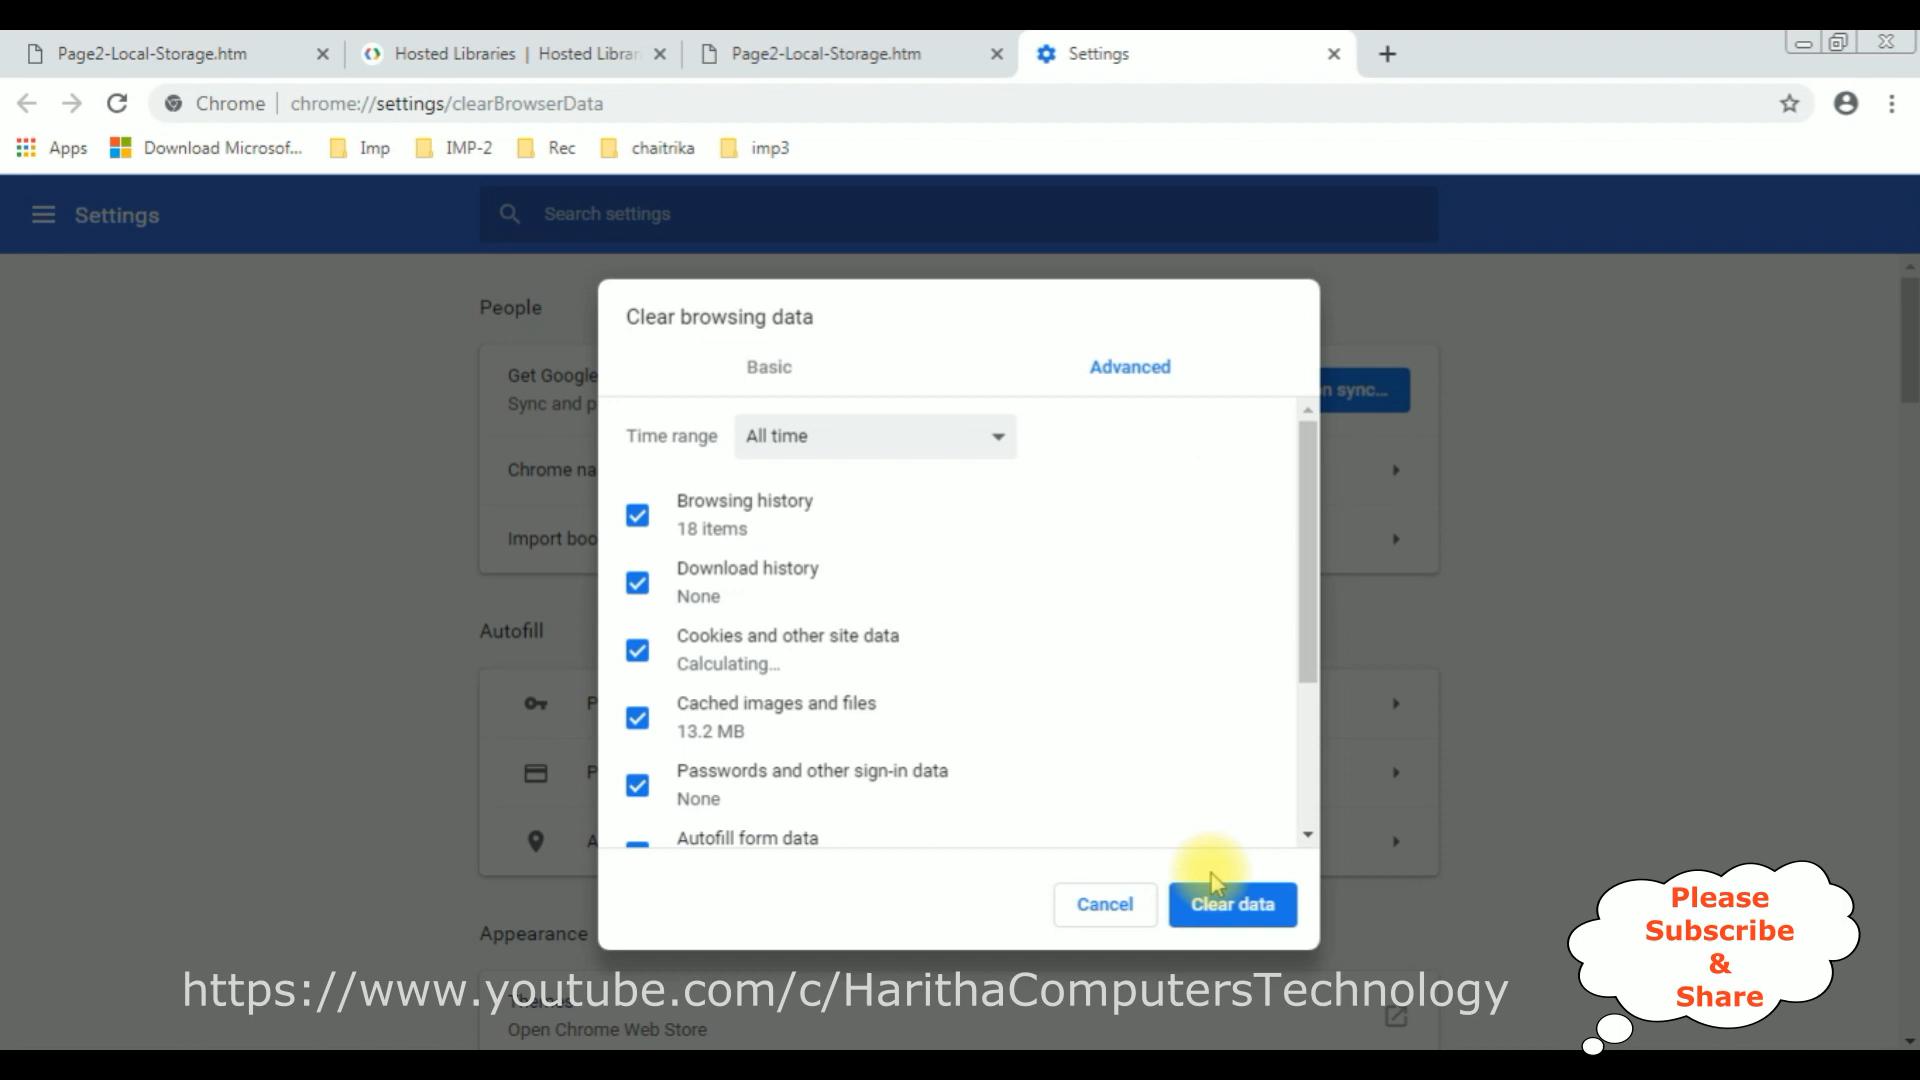 Page2-Local-Storage.htm
Hosted Libraries | Hosted Librar
Page2-Local-Storage.htm
Settings
Chrome
chrome://settings/clearBrowserData
Apps
Download Microsof...
Imp
IMP-2
Rec
chaitrika
imp3
Settings
Search settings
People
Get Google
Sync and p
n sync...
Chrome na
Import boo
Autofill
P
P
A
Appearance
Themes
Open Chrome Web Store
Clear browsing data
Basic
Advanced
Time range
All time
Browsing history
18 items
Download history
None
Cookies and other site data
Calculating...
Cached images and files
13.2 MB
Passwords and other sign-in data
None
Autofill form data
Cancel
Clear data
https://www.youtube.com/c/HarithaComputersTechnology
Please
Subscribe
&
Share